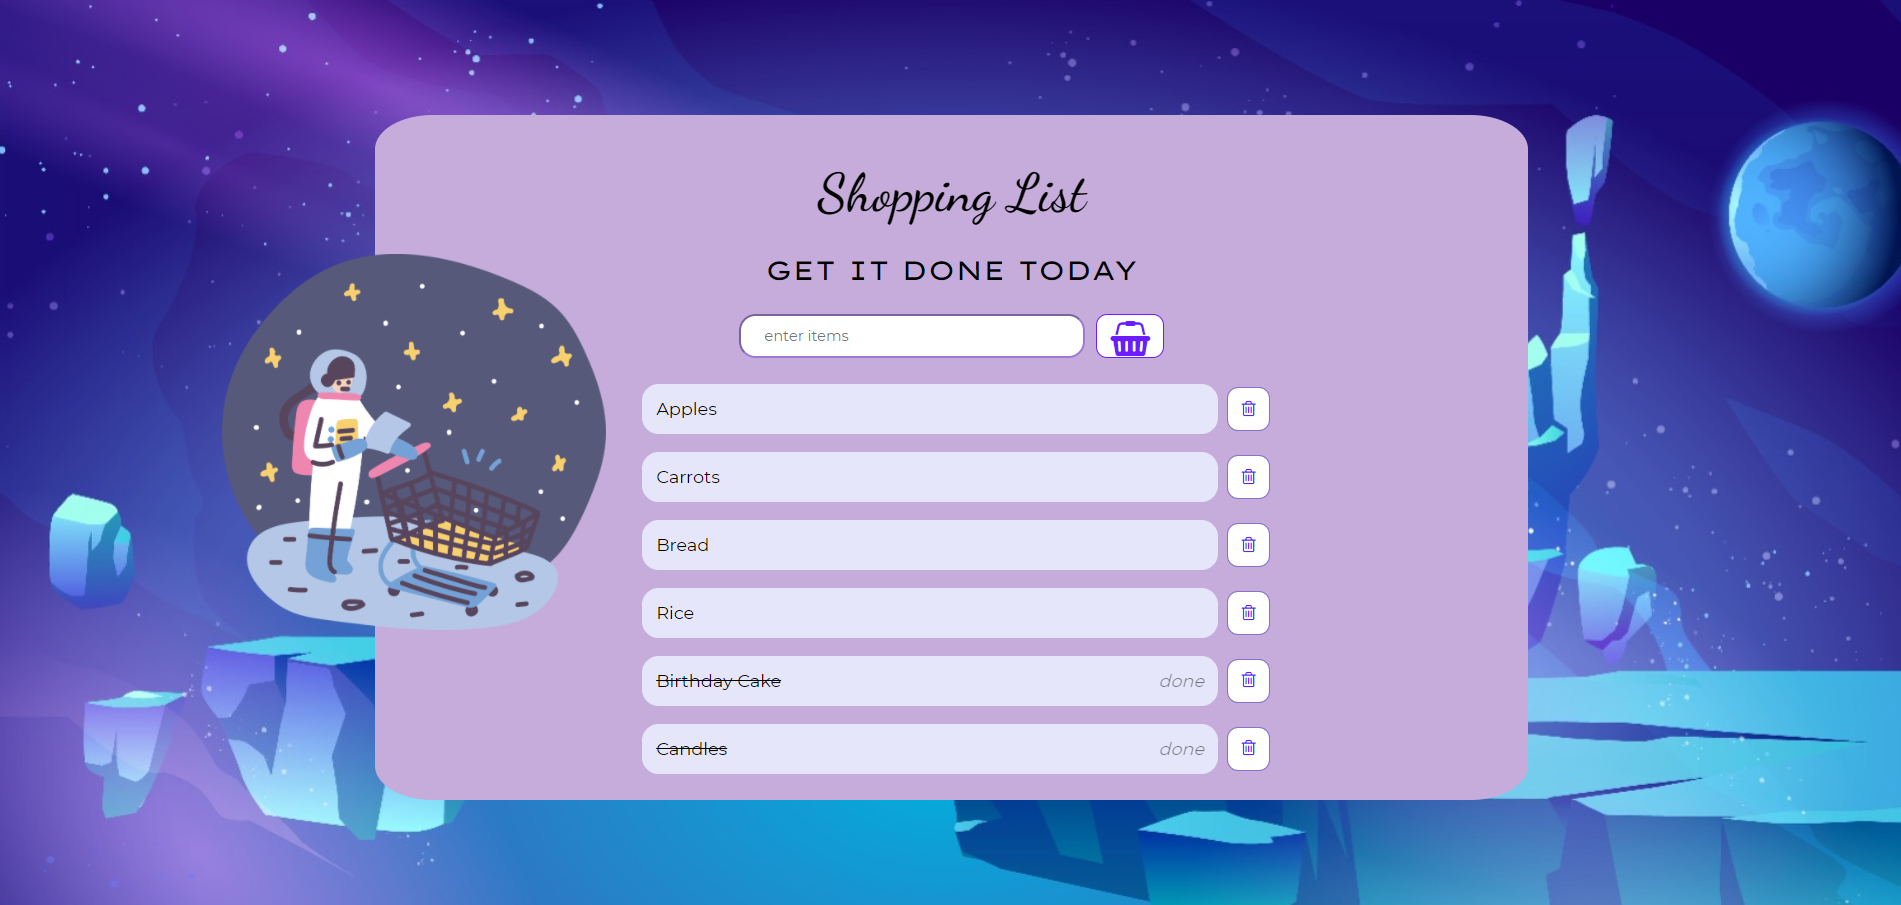 Shopping List
GET IT DONE TODAY
enter items
Apples
Carrots
Bread
Rice
Birthday Cake done
Candles done